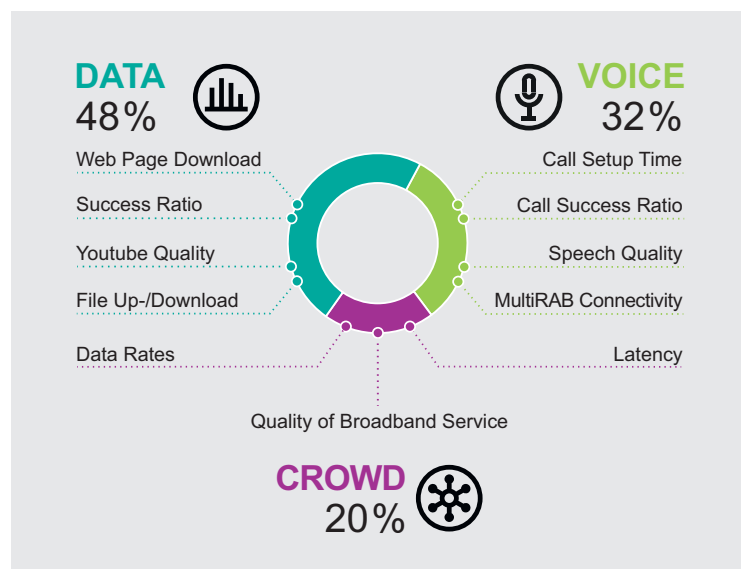 DATA
48%
VOICE
32%
Web Page Download
Success Ratio
Youtube Quality
File Up-/Download
Data Rates
Call Setup Time
Call Success Ratio
Speech Quality
MultiRAB Connectivity
Latency
Quality of Broadband Service
CROWD
20%